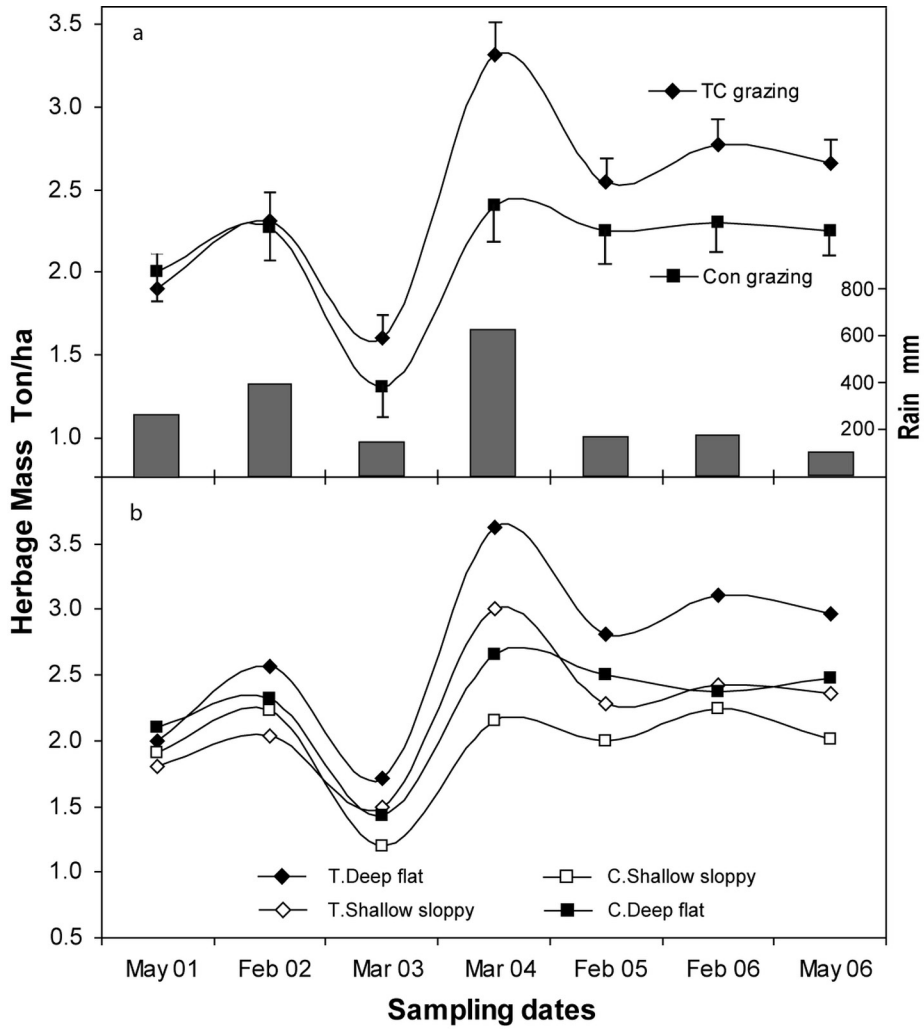 a
3.5
3.0
2.5
2.0
1.5
1.0
TC grazing
Con grazing
800
600
400
200
Rain mm
Herbage Mass Ton/ha
b
3.5
3.0
2.5
2.0
1.5
1.0
0.5
T.Deep flat
C.Shallow sloppy
T.Shallow sloppy
C.Deep flat
May 01
Feb 02
Mar 03
Mar 04
Feb 05
Feb 06
May 06
Sampling dates